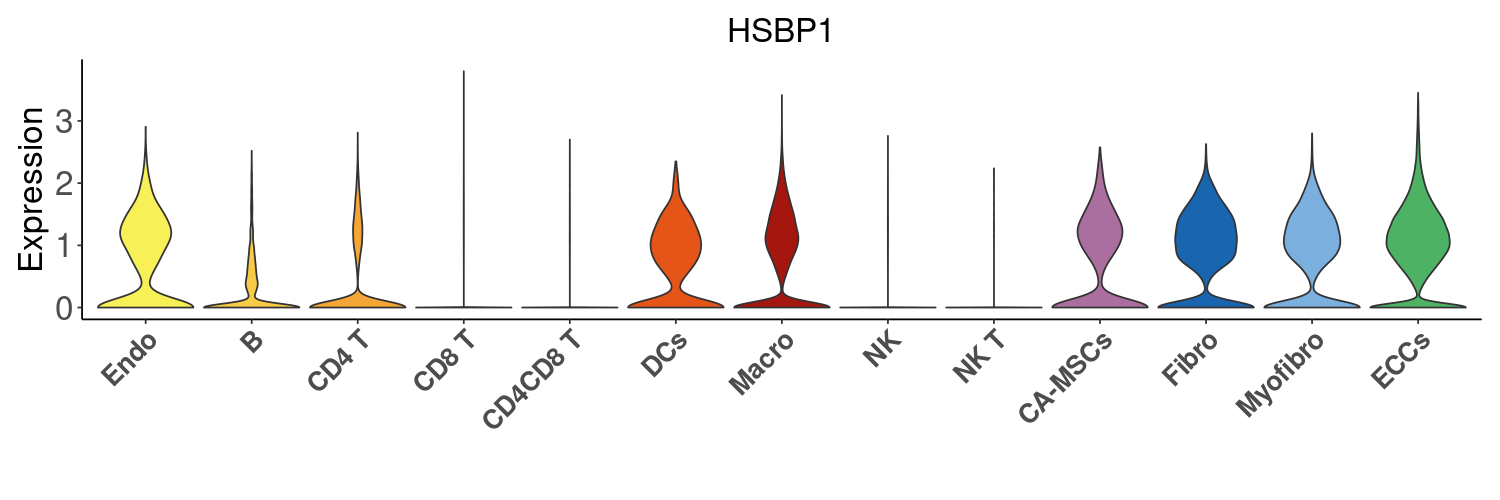 HSBP1
Expression
3
2
1
0
Endo
B
CD4 T
CD8 T
CD4CD8 T
DCs
Macro
NK
NK T
CA-MSCs
Fibro
Myofibro
ECCs